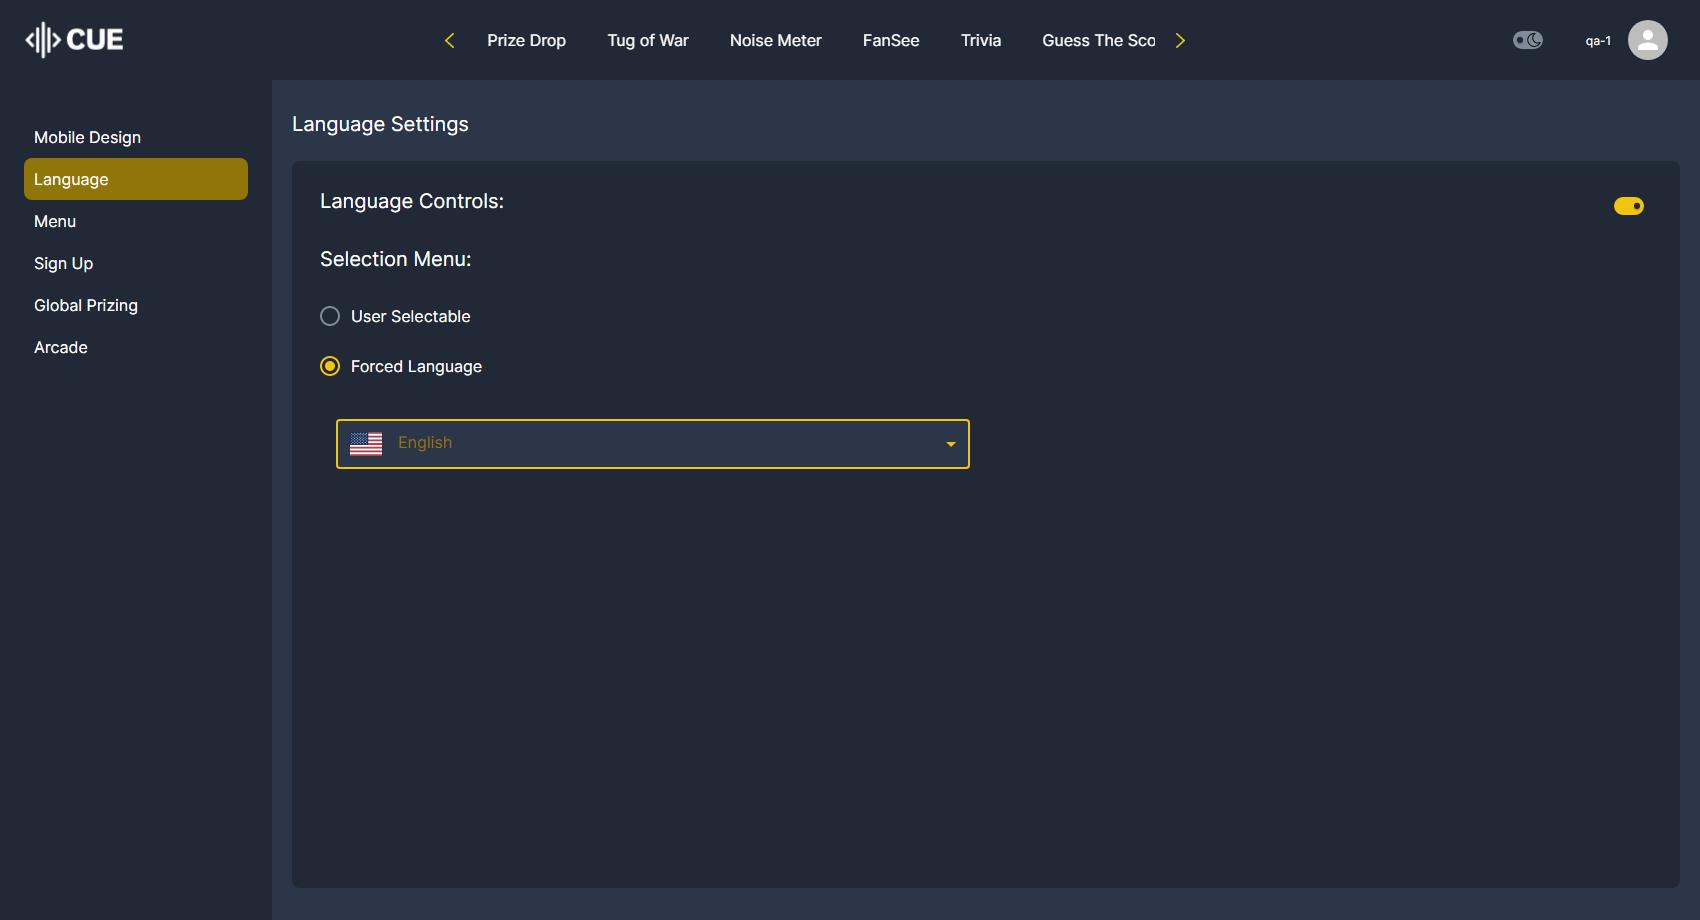 CUE
Prize Drop
Tug of War
Noise Meter
FanSee
Trivia
Guess The Sco
qa-1
Mobile Design
Language
Menu
Sign Up
Global Prizing
Arcade
Language Settings
Language Controls:
Selection Menu:
User Selectable
Forced Language
English